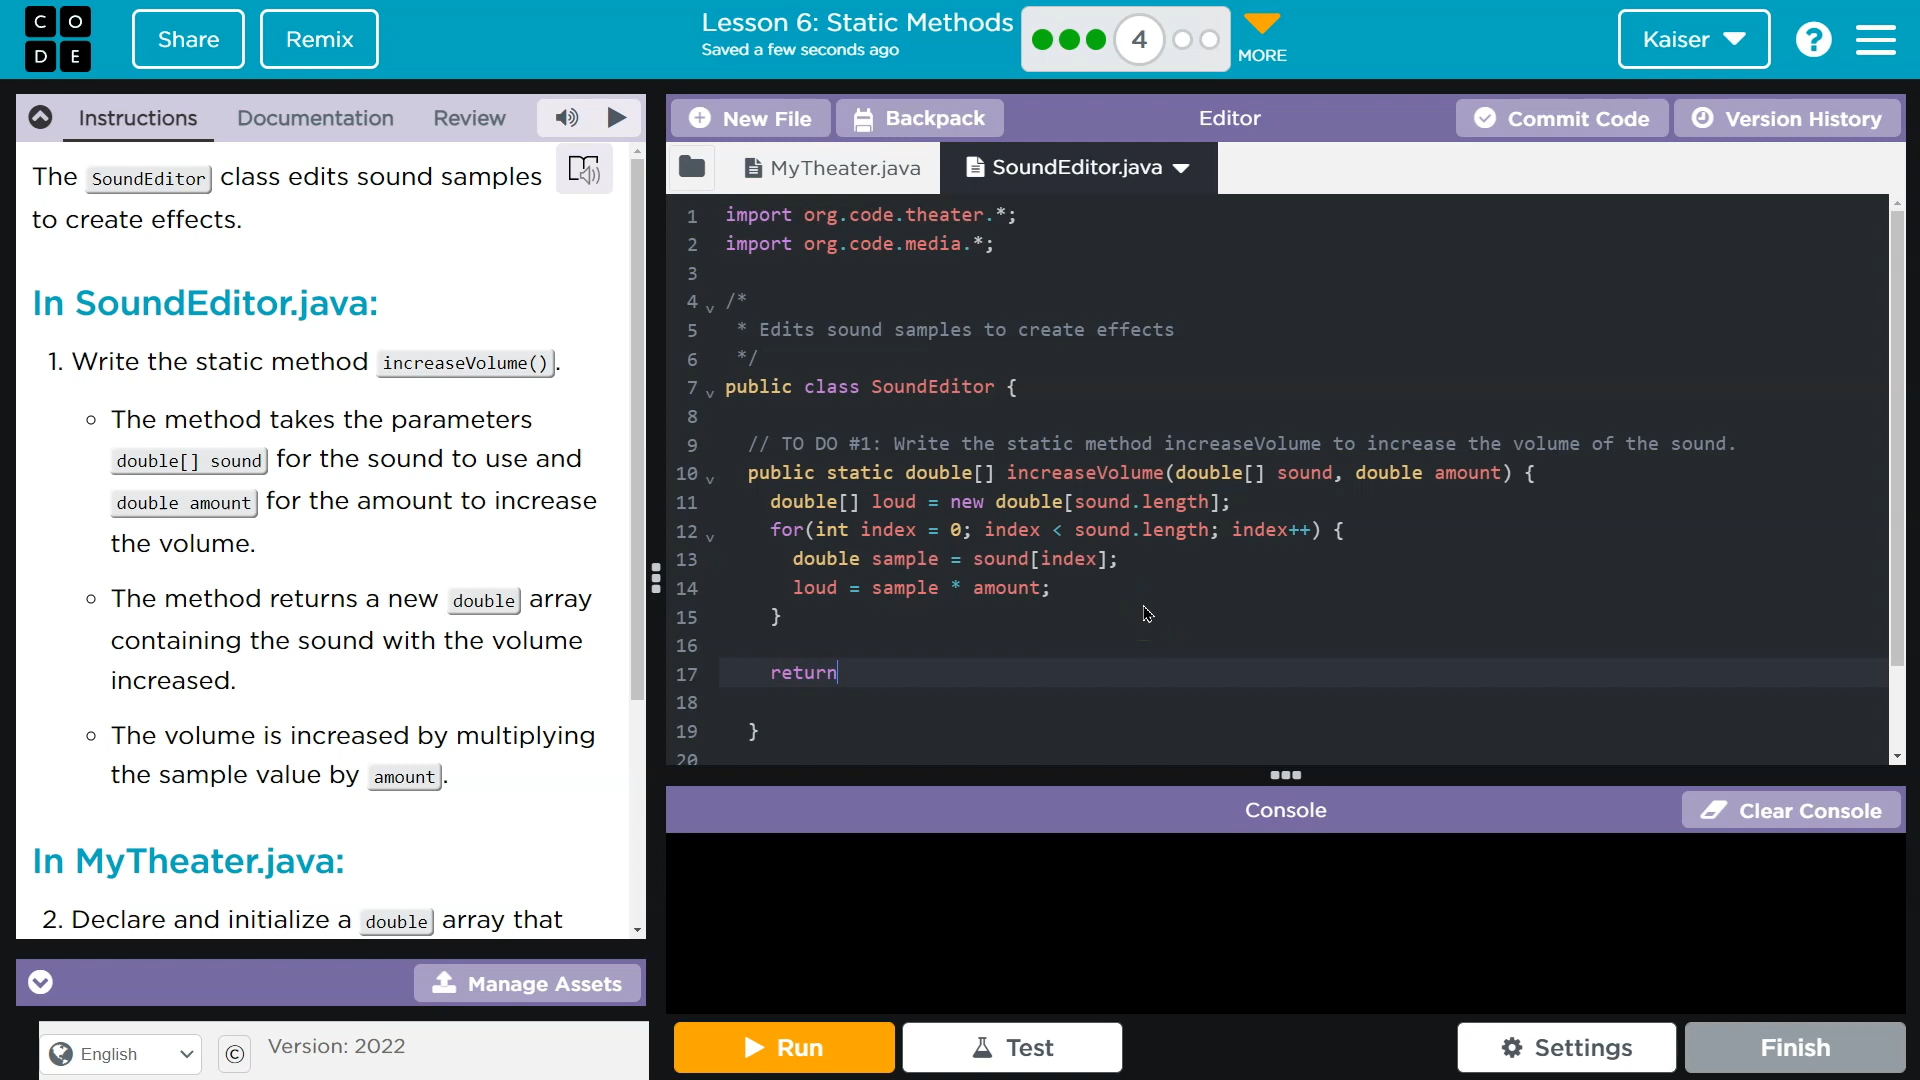 C O
D E
Share
Remix
Lesson 6: Static Methods
Saved a few seconds ago
4
MORE
Kaiser
?
Instructions
Documentation
Review
The SoundEditor class edits sound samples
to create effects.
In SoundEditor.java:
1. Write the static method increaseVolume().
The method takes the parameters
double[] sound for the sound to use and
double amount for the amount to increase
the volume.
The method returns a new double array
containing the sound with the volume
increased.
The volume is increased by multiplying
the sample value by amount.
In MyTheater.java:
2. Declare and initialize a double array that
Manage Assets
English
©
Version: 2022
New File
Backpack
Editor
Commit Code
Version History
MyTheater.java
SoundEditor.java
1 import org.code.theater.*;
2 import org.code.media.*;
3
4 /*
5 * Edits sound samples to create effects
6 */
7 public class SoundEditor {
8
9 // TO DO #1: Write the static method increaseVolume to increase the volume of the sound.
10 public static double[] increaseVolume(double[] sound, double amount) {
11 double[] loud = new double[sound.length];
12 for(int index = 0; index < sound.length; index++) {
13 double sample = sound[index];
14 loud = sample * amount;
15 }
16
17 return
18
19 }
20
Console
Clear Console
Run
Test
Settings
Finish